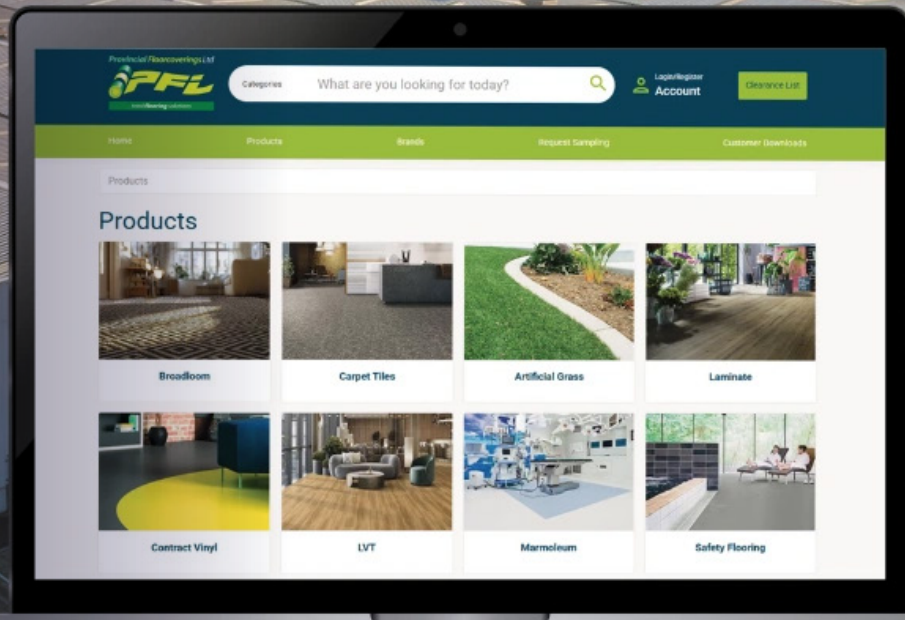 Provincial Floorcoverings Ltd
PFL
Categories
What are you looking for today?
Login/Register
Account
Clearance List
Home
Products
Brands
Request Sampling
Customer Downloads
Products
Products
Broadloom
Carpet Tiles
Artificial Grass
Laminate
Contract Vinyl
LVT
Marmoleum
Safety Flooring